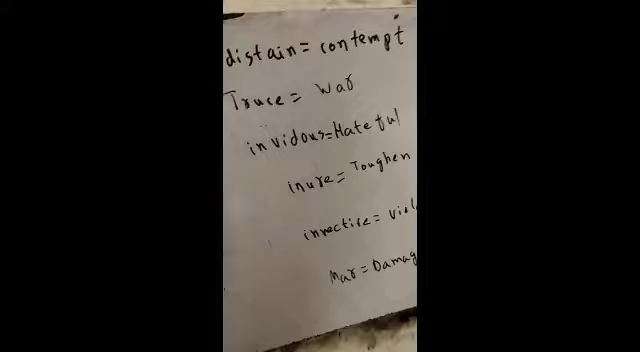 distain = contempt
Truce = War
invidous = Hateful
inure = Toughen
invective = Viol
Mar = Damag